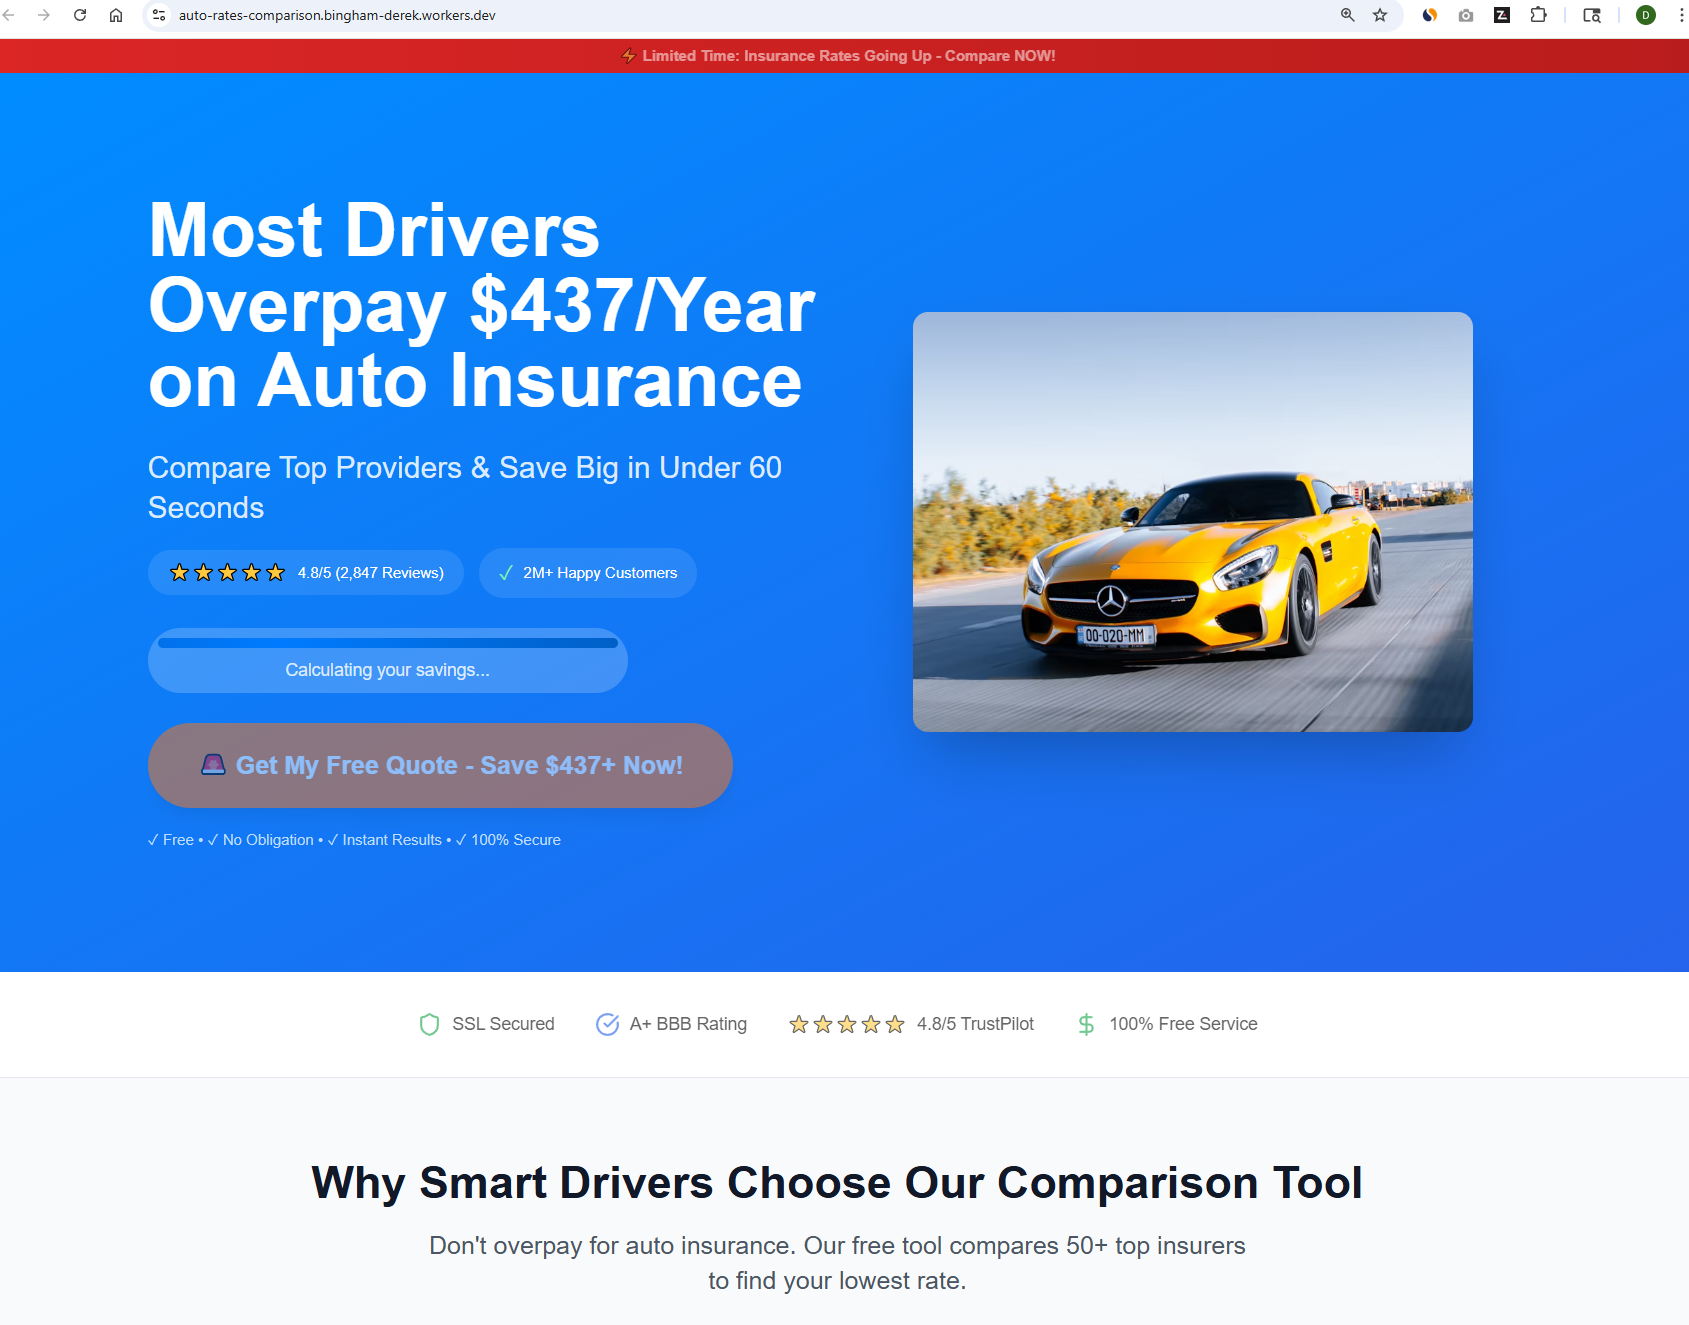 auto-rates-comparison.bingham-derek.workers.dev
D
⚡ Limited Time: Insurance Rates Going Up - Compare NOW!
Most Drivers
Overpay $437/Year
on Auto Insurance
Compare Top Providers & Save Big in Under 60
Seconds
4.8/5 (2,847 Reviews)
✓ 2M+ Happy Customers
Calculating your savings...
Get My Free Quote - Save $437+ Now!
✓ Free • ✓ No Obligation • ✓ Instant Results • ✓ 100% Secure
00-020-MM
SSL Secured
A+ BBB Rating
4.8/5 TrustPilot
100% Free Service
Why Smart Drivers Choose Our Comparison Tool
Don't overpay for auto insurance. Our free tool compares 50+ top insurers
to find your lowest rate.